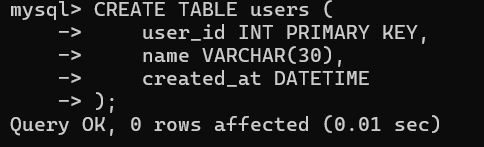 mysql> CREATE TABLE users (
    ->     user_id INT PRIMARY KEY,
    ->     name VARCHAR(30),
    ->     created_at DATETIME
    -> );
Query OK, 0 rows affected (0.01 sec)